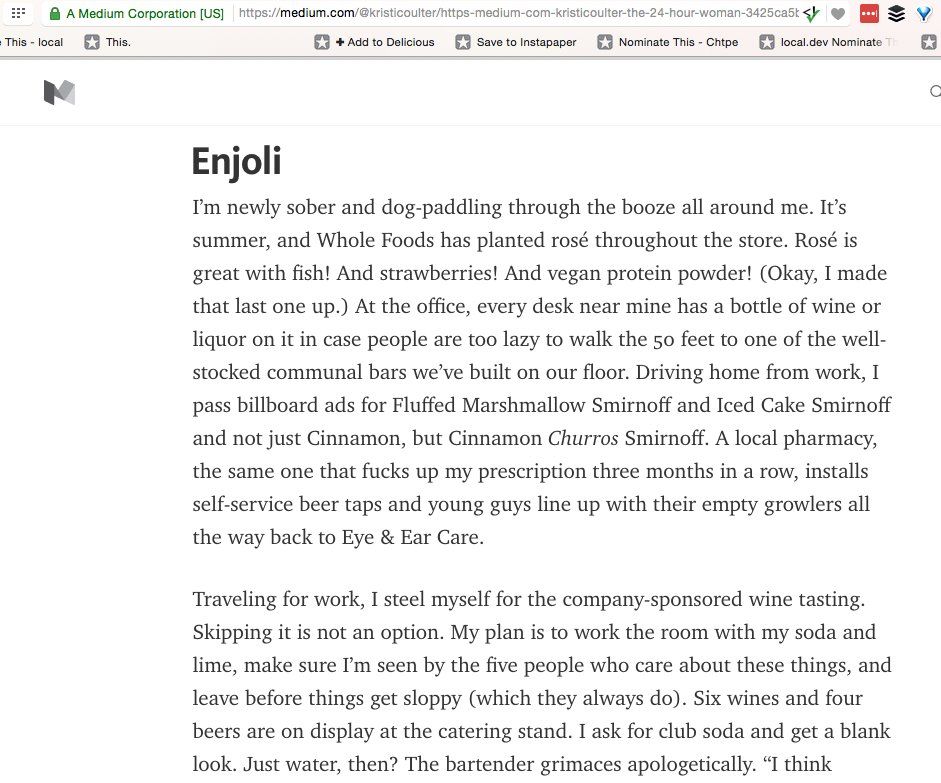 A Medium Corporation [US] https://medium.com/@kristicoulter/https-medium-com-kristicoulter-the-24-hour-woman-3425ca5b
This - local This. + Add to Delicious Save to Instapaper Nominate This - Chtpe local.dev Nominate Th
Enjoli
I’m newly sober and dog-paddling through the booze all around me. It’s
summer, and Whole Foods has planted rosé throughout the store. Rosé is
great with fish! And strawberries! And vegan protein powder! (Okay, I made
that last one up.) At the office, every desk near mine has a bottle of wine or
liquor on it in case people are too lazy to walk the 50 feet to one of the well-
stocked communal bars we’ve built on our floor. Driving home from work, I
pass billboard ads for Fluffed Marshmallow Smirnoff and Iced Cake Smirnoff
and not just Cinnamon, but Cinnamon Churros Smirnoff. A local pharmacy,
the same one that fucks up my prescription three months in a row, installs
self-service beer taps and young guys line up with their empty growlers all
the way back to Eye & Ear Care.
Traveling for work, I steel myself for the company-sponsored wine tasting.
Skipping it is not an option. My plan is to work the room with my soda and
lime, make sure I’m seen by the five people who care about these things, and
leave before things get sloppy (which they always do). Six wines and four
beers are on display at the catering stand. I ask for club soda and get a blank
look. Just water, then? The bartender grimaces apologetically. “I think